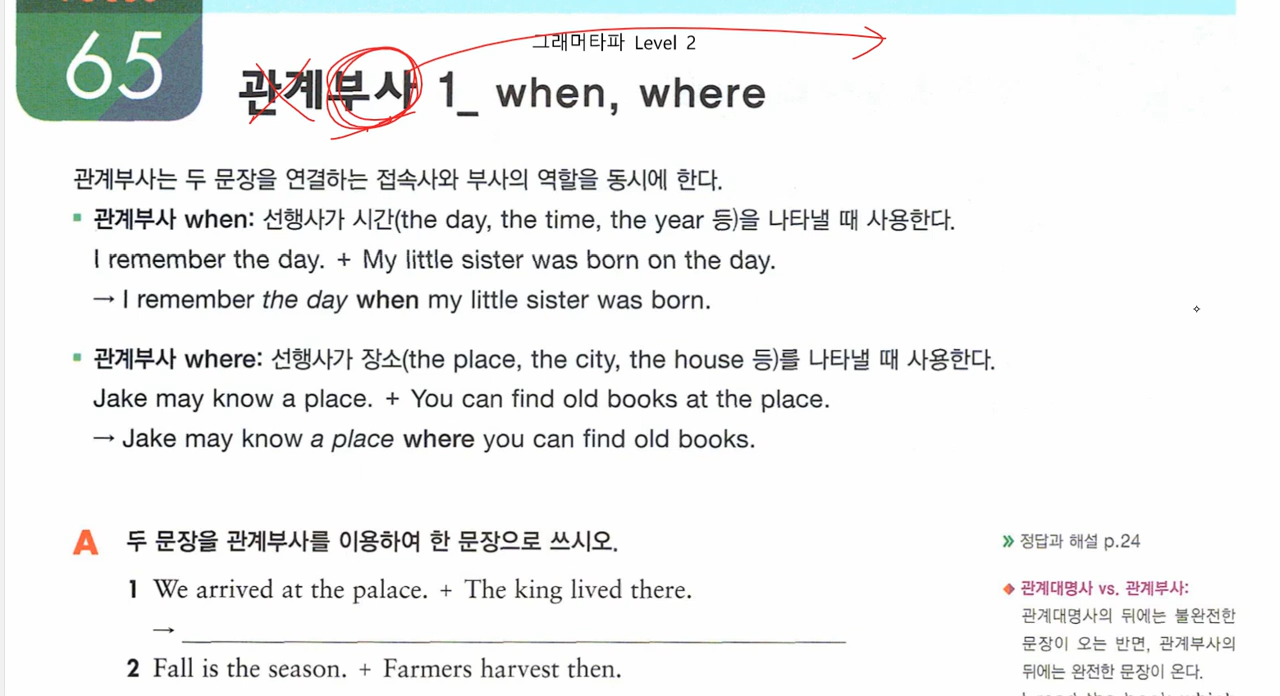 65
그래머타파 Level 2
관계부사 1_ when, where
관계부사는 두 문장을 연결하는 접속사와 부사의 역할을 동시에 한다.
▪ 관계부사 when: 선행사가 시간(the day, the time, the year 등)을 나타낼 때 사용한다.
I remember the day. + My little sister was born on the day.
→ I remember the day when my little sister was born.
▪ 관계부사 where: 선행사가 장소(the place, the city, the house 등)를 나타낼 때 사용한다.
Jake may know a place. + You can find old books at the place.
→ Jake may know a place where you can find old books.
A 두 문장을 관계부사를 이용하여 한 문장으로 쓰시오.
1 We arrived at the palace. + The king lived there.
→
2 Fall is the season. + Farmers harvest then.
» 정답과 해설 p.24
◆ 관계대명사 vs. 관계부사:
관계대명사의 뒤에는 불완전한
문장이 오는 반면, 관계부사의
뒤에는 완전한 문장이 온다.